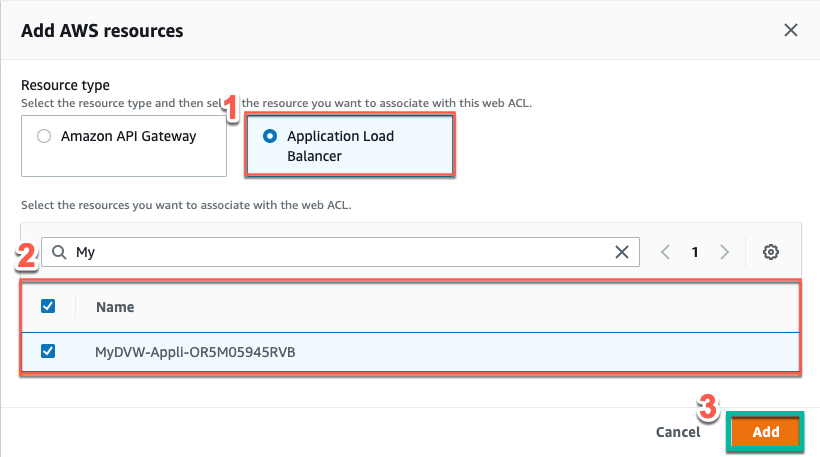 Add AWS resources
Resource type
Select the resource type and then sel the resource you want to associate with this web ACL.
1
Amazon API Gateway
Application Load
Balancer
Select the resources you want to associate with the web ACL.
2
My
1
Name
MyDVW-Appli-OR5M05945RVB
3
Cancel
Add